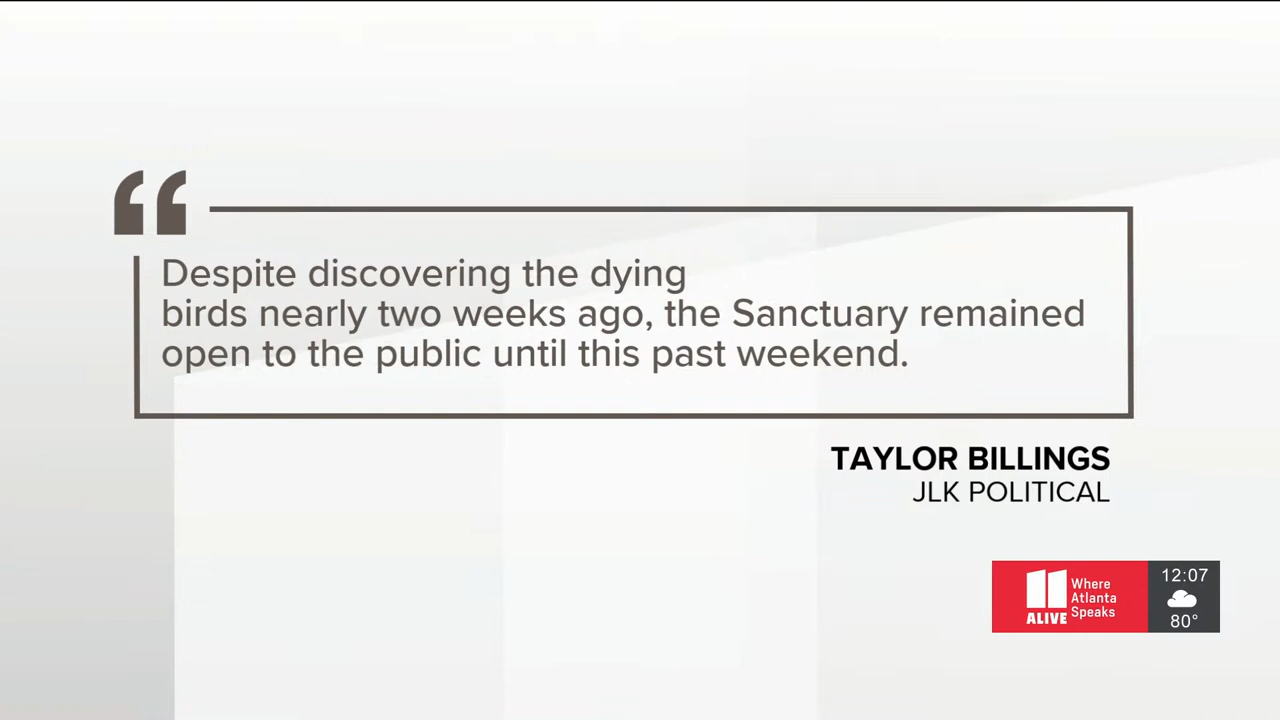 “
Despite discovering the dying
birds nearly two weeks ago, the Sanctuary remained
open to the public until this past weekend.
TAYLOR BILLINGS
JLK POLITICAL
11
ALIVE
Where
Atlanta
Speaks
12:07
80°